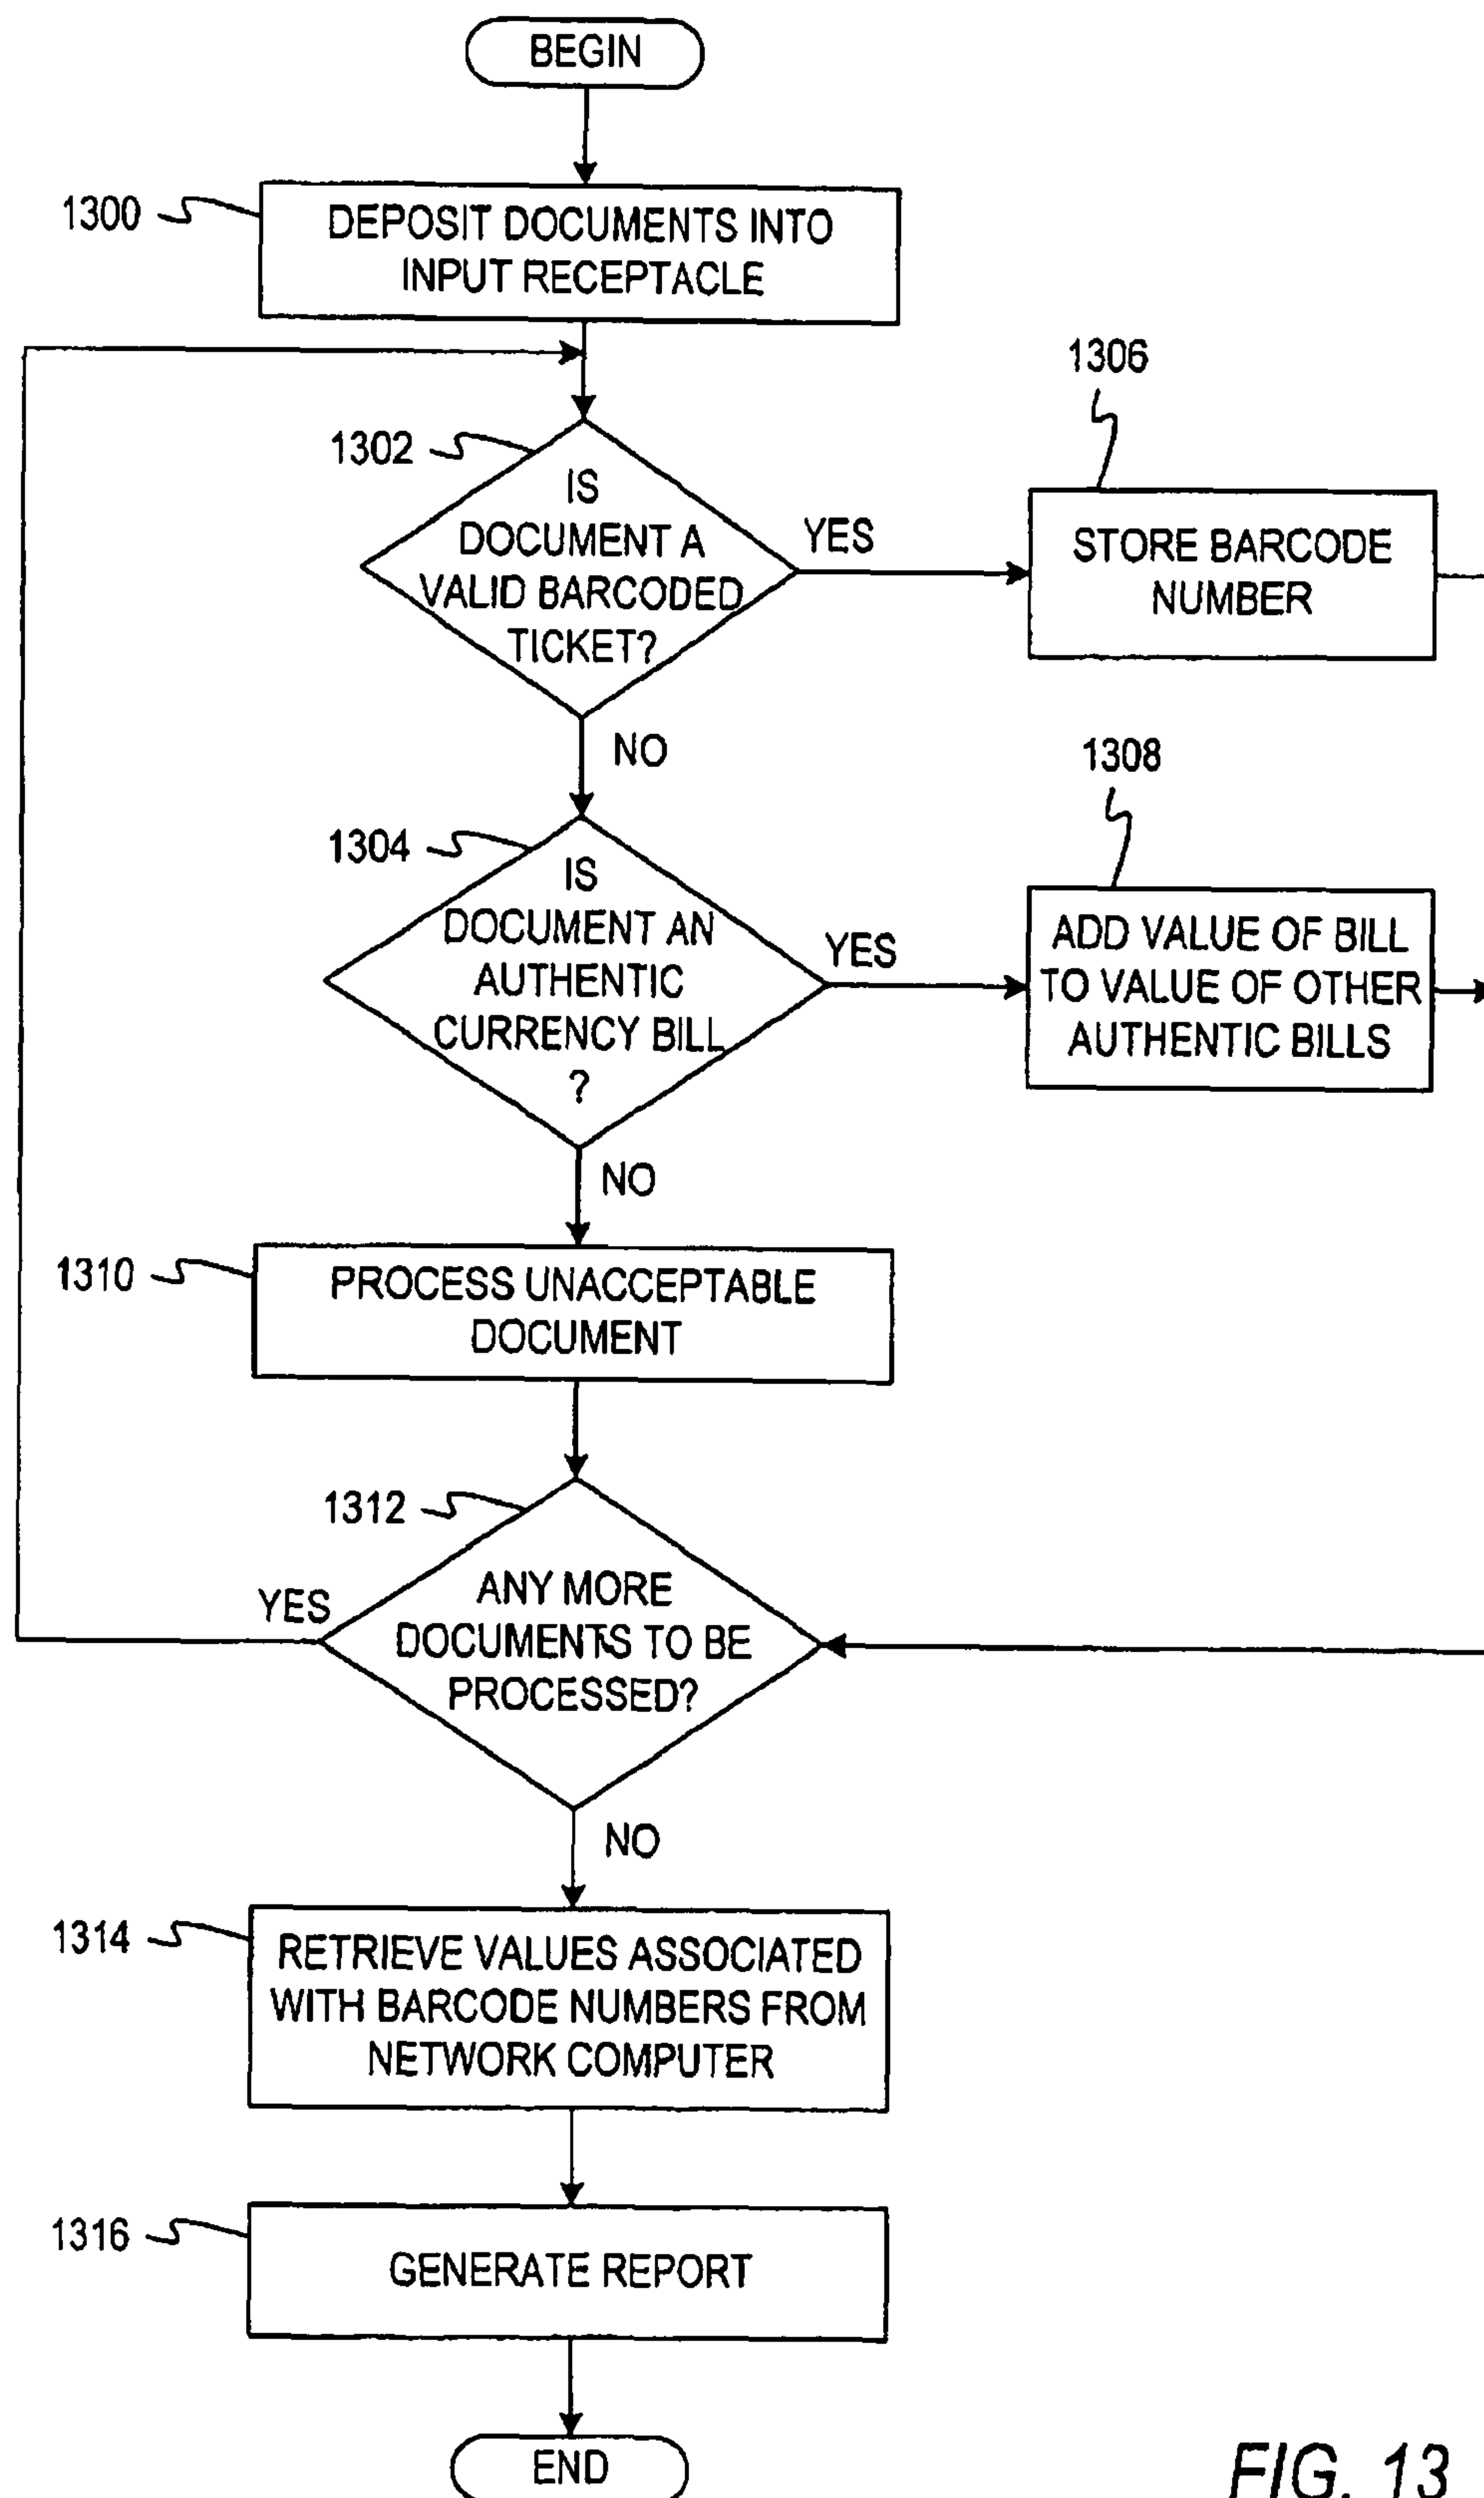 BEGIN
1300
DEPOSIT DOCUMENTS INTO
INPUT RECEPTACLE
1302
IS
DOCUMENT A
VALID BARCODED
TICKET?
YES
1306
STORE BARCODE
NUMBER
NO
1304
IS
DOCUMENT AN
AUTHENTIC
CURRENCY BILL
?
YES
1308
ADD VALUE OF BILL
TO VALUE OF OTHER
AUTHENTIC BILLS
NO
1310
PROCESS UNACCEPTABLE
DOCUMENT
1312
YES
ANY MORE
DOCUMENTS TO BE
PROCESSED?
NO
1314
RETRIEVE VALUES ASSOCIATED
WITH BARCODE NUMBERS FROM
NETWORK COMPUTER
1316
GENERATE REPORT
END
FIG. 13